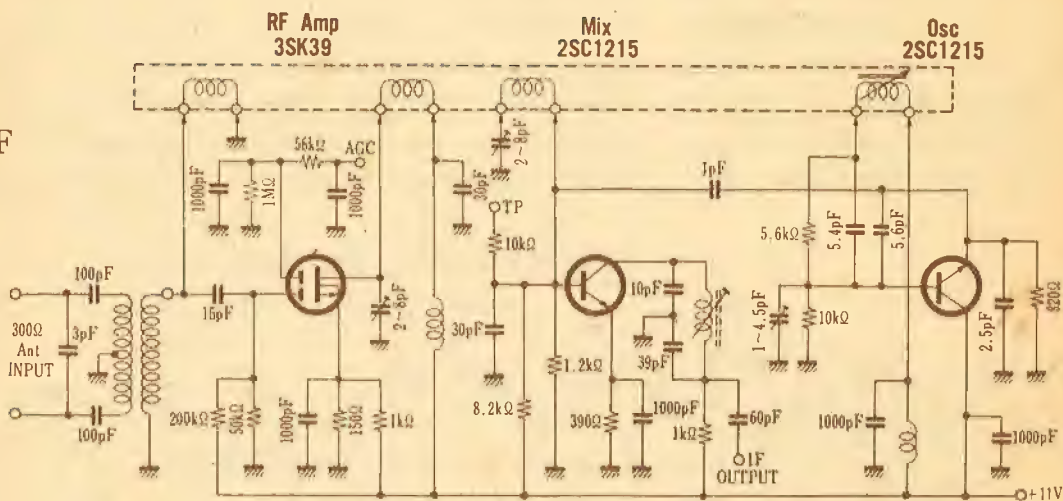 RF Amp
3SK39
Mix
2SC1215
Osc
2SC1215
F
56kΩ
AGC
1000pF
1MΩ
1000pF
30pF
2~8pF
TP
10kΩ
1pF
5.6kΩ
5.4pF
5.6pF
100pF
300Ω
Ant
INPUT
3pF
100pF
15pF
2~8pF
30pF
10pF
39pF
1~4.5pF
10kΩ
2.5pF
820Ω
200kΩ
50kΩ
1000pF
150Ω
1kΩ
8.2kΩ
1.2kΩ
390Ω
1000pF
1kΩ
60pF
IF
OUTPUT
1000pF
1000pF
+11V